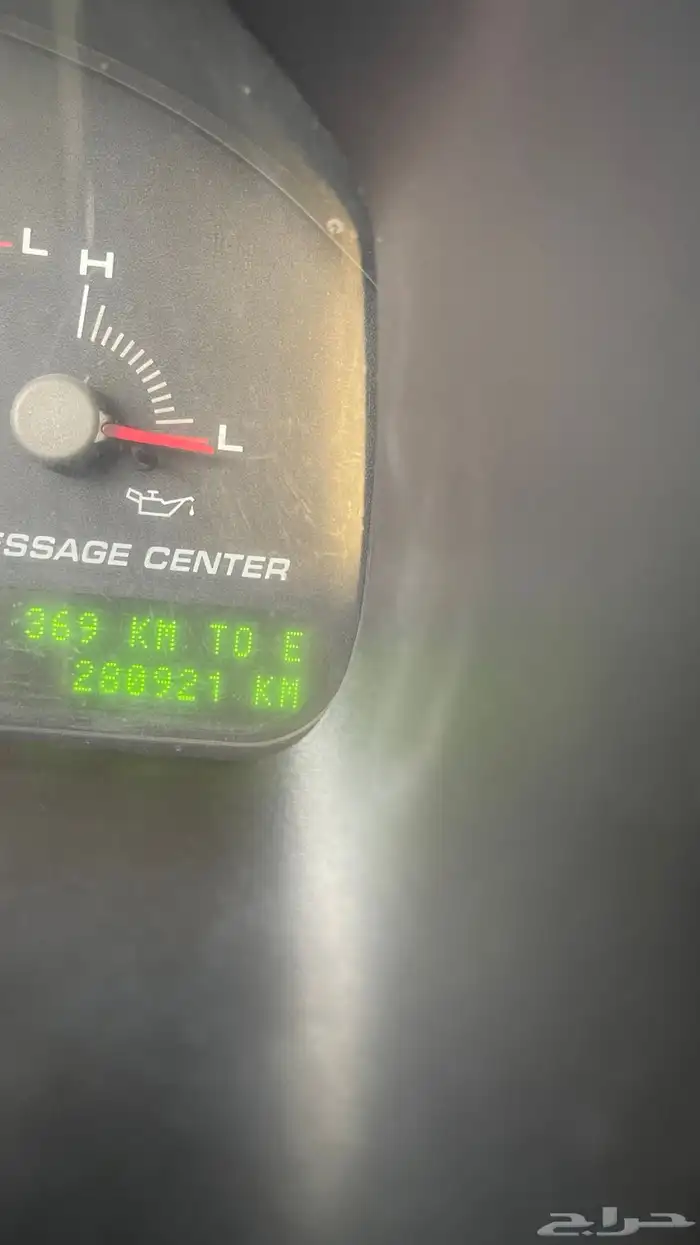 L
H
L
ESSAGE CENTER
369 KM TO E
280921 KM
حراج